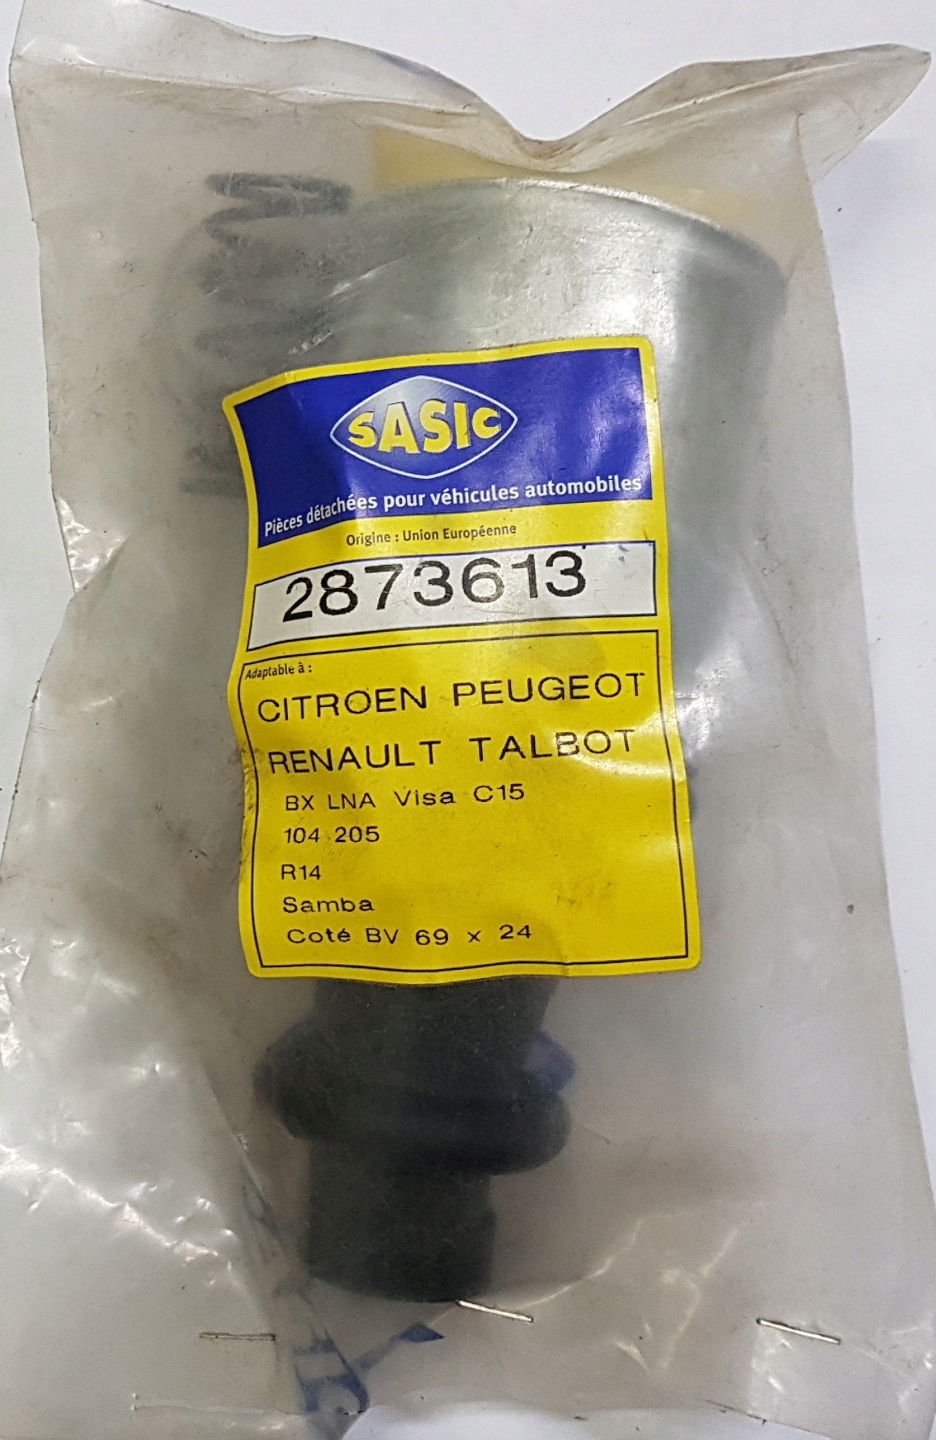 SASIC
Pièces détachées pour véhicules automobiles
Origine : Union Européenne
2873613
Adaptable à :
CITROEN PEUGEOT
RENAULT TALBOT
BX LNA Visa C15
104 205
R14
Samba
Coté BV 69 x 24